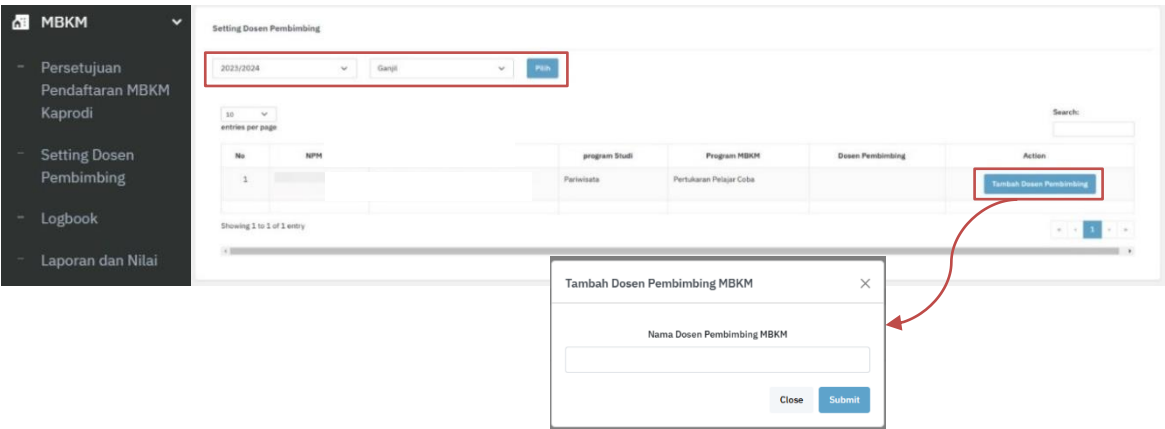 MBKM
Persetujuan
Pendaftaran MBKM
Kaprodi
Setting Dosen
Pembimbing
Logbook
Laporan dan Nilai
Setting Dosen Pembimbing
2023/2024 Ganjil Pilih
10
entries per page
Search:
No NPM program Studi Program MBKM Dosen Pembimbing Action
1 Pariwisata Pertukaran Pelajar Coba Tambah Dosen Pembimbing
Showing 1 to 1 of 1 entry
« ‹ 1 › »
Tambah Dosen Pembimbing MBKM
Nama Dosen Pembimbing MBKM
Close Submit